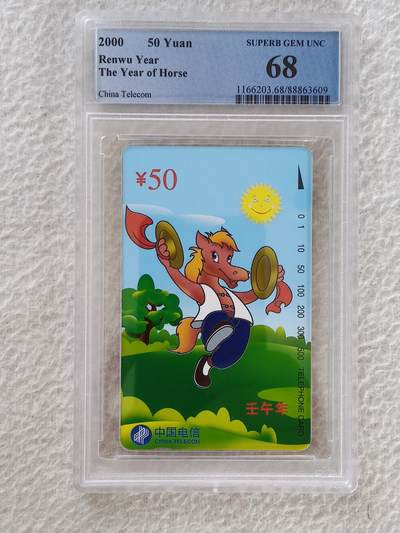 2000 50 Yuan
Renwu Year
The Year of Horse
China Telecom
SUPERB GEM UNC
68
1166203.68/88863609
¥50
0 1 10 50 100 200 300 500 TELEPHONE CARD
壬午年
中国电信
CHINA TELECOM